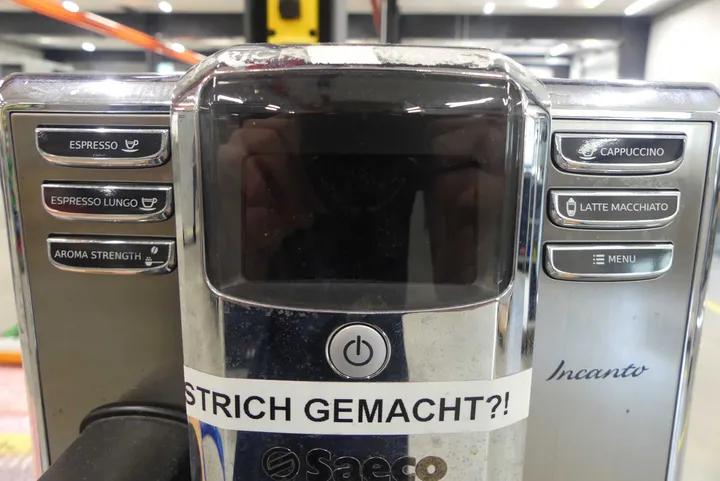 ESPRESSO
ESPRESSO LUNGO
AROMA STRENGTH
CAPPUCCINO
LATTE MACCHIATO
MENU
Incanto
STRICH GEMACHT?!
Saeco